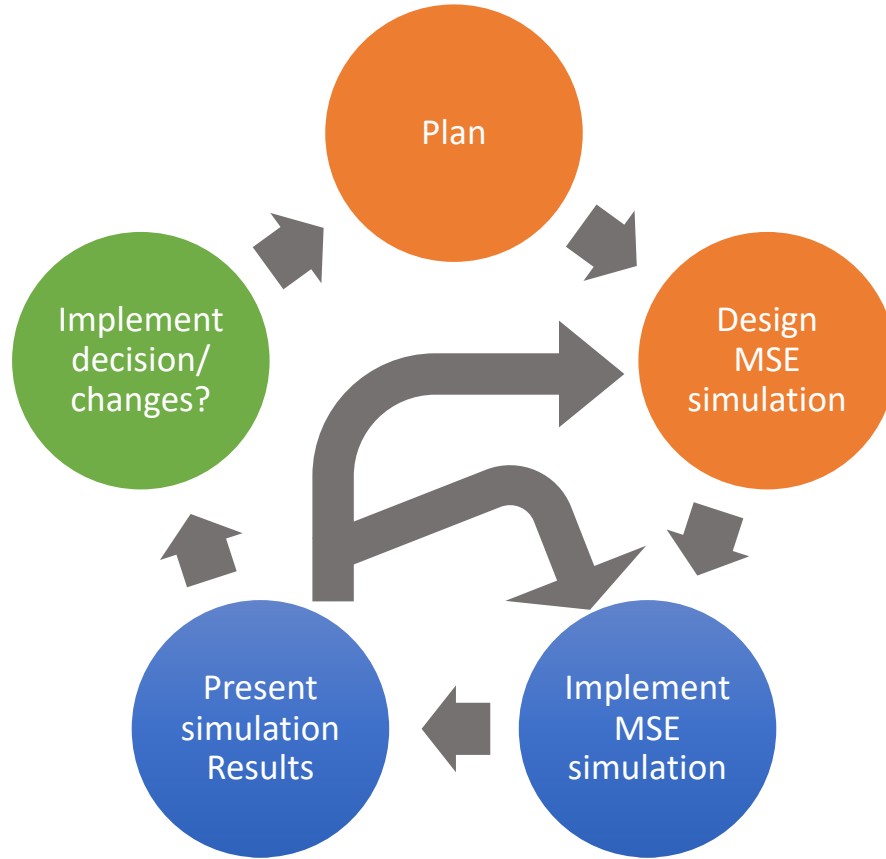 Plan
Design
MSE
simulation
Implement
MSE
simulation
Present
simulation
Results
Implement
decision/
changes?